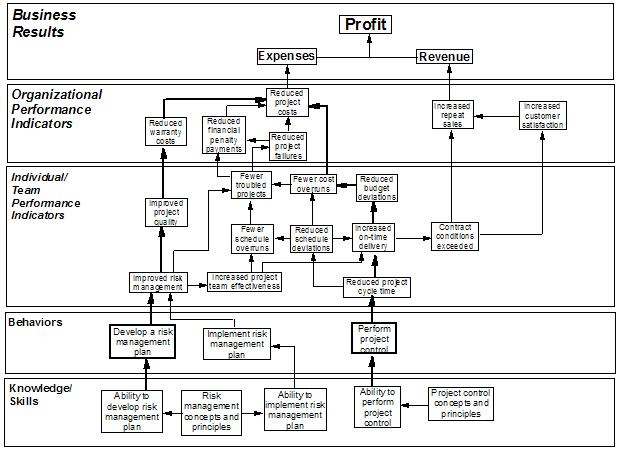 Business
Results
Profit
Expenses
Revenue
Organizational
Performance
Indicators
Reduced
warranty
costs
Reduced
financial
penalty
payments
Reduced
project
costs
Reduced
project
failures
Increased
repeat
sales
Increased
customer
satisfaction
Individual/
Team
Performance
Indicators
Fewer
troubled
projects
Fewer cost
overruns
Reduced
budget
deviations
Improved
project
quality
Fewer
schedule
overruns
Reduced
schedule
deviations
Increased
on-time
delivery
Contract
conditions
exceeded
Improved risk
management
Increased project
team effectiveness
Reduced project
cycle time
Behaviors
Develop a risk
management
plan
Implement risk
management
plan
Perform
project
control
Knowledge/
Skills
Ability to
develop risk
management
plan
Risk
management
concepts and
principles
Ability to
implement risk
management
plan
Ability to
perform
project
control
Project control
concepts and
principles